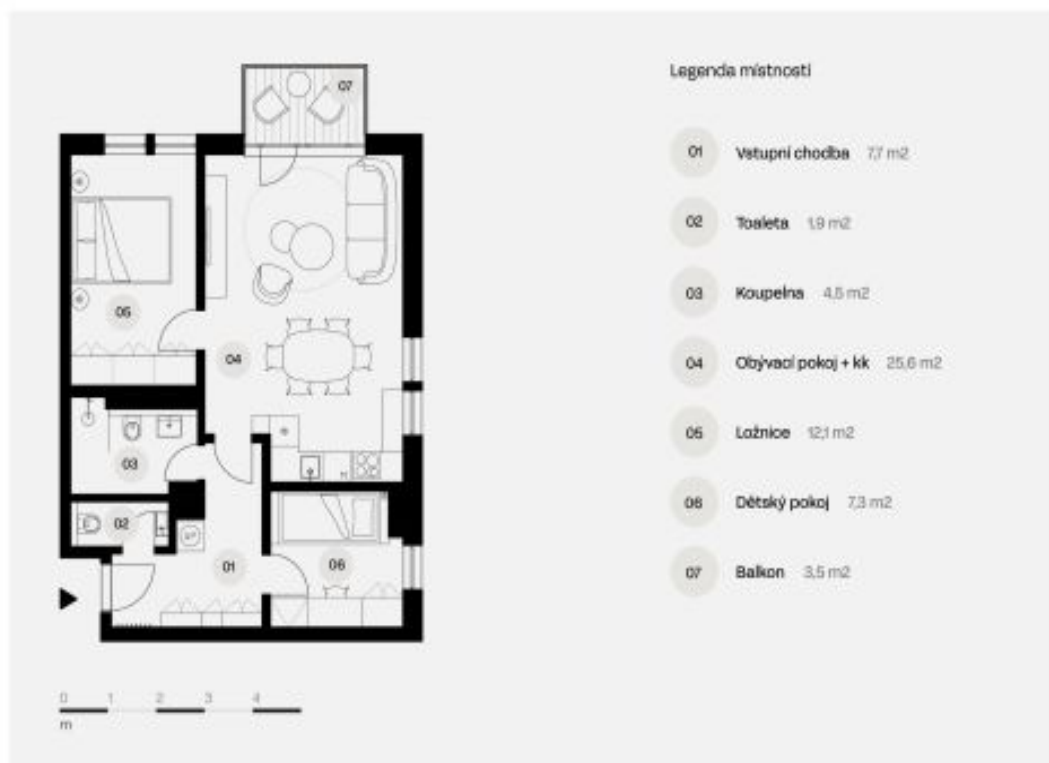 07
05
04
03
02
01
06
0 1 2 3 4
m
Legenda místností
01 Vstupní chodba 7,7 m2
02 Toaleta 1,9 m2
03 Koupelna 4,5 m2
04 Obývací pokoj + kk 25,6 m2
05 Ložnice 12,1 m2
06 Dětský pokoj 7,3 m2
07 Balkon 3,5 m2